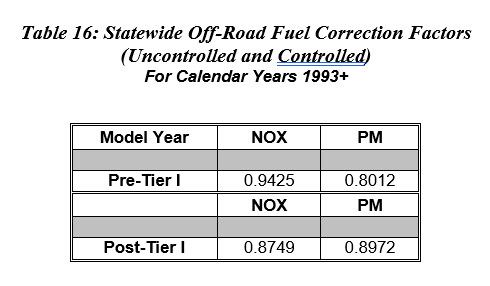 Table 16: Statewide Off-Road Fuel Correction Factors
(Uncontrolled and Controlled)
For Calendar Years 1993+
Model Year NOX PM
Pre-Tier I 0.9425 0.8012
NOX PM
Post-Tier I 0.8749 0.8972